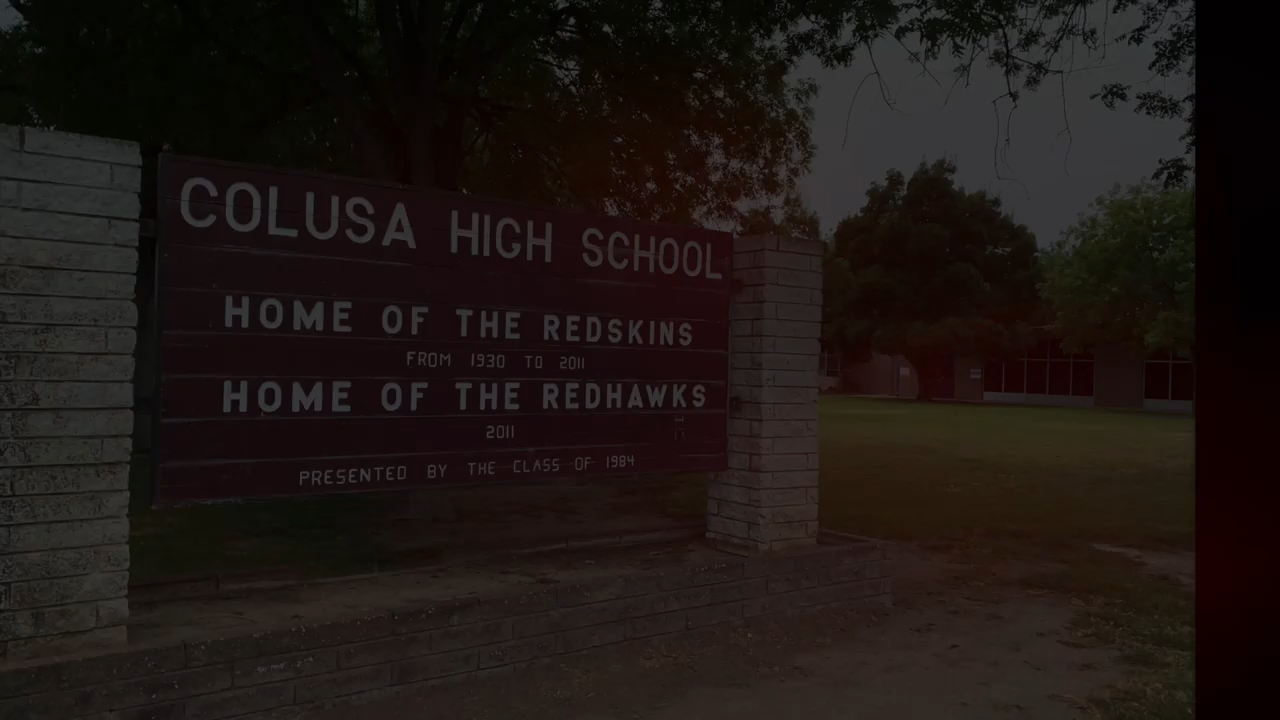 COLUSA HIGH SCHOOL
HOME OF THE REDSKINS
FROM 1930 TO 2011
HOME OF THE REDHAWKS
2011
PRESENTED BY THE CLASS OF 1984